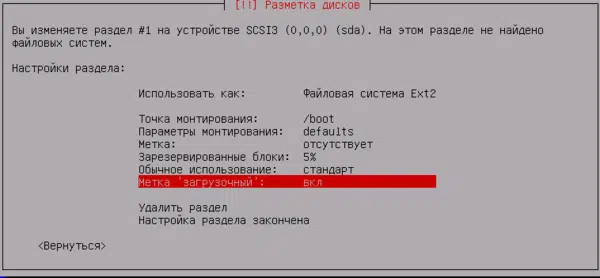 [!!] Разметка дисков
Вы изменяете раздел #1 на устройстве SCSI3 (0,0,0) (sda). На этом разделе не найдено
файловых систем.
Настройки раздела:
Использовать как: Файловая система Ext2
Точка монтирования: /boot
Параметры монтирования: defaults
Метка: отсутствует
Зарезервированные блоки: 5%
Обычное использование: стандарт
Метка 'загрузочный': вкл
Удалить раздел
Настройка раздела закончена
<Вернуться>